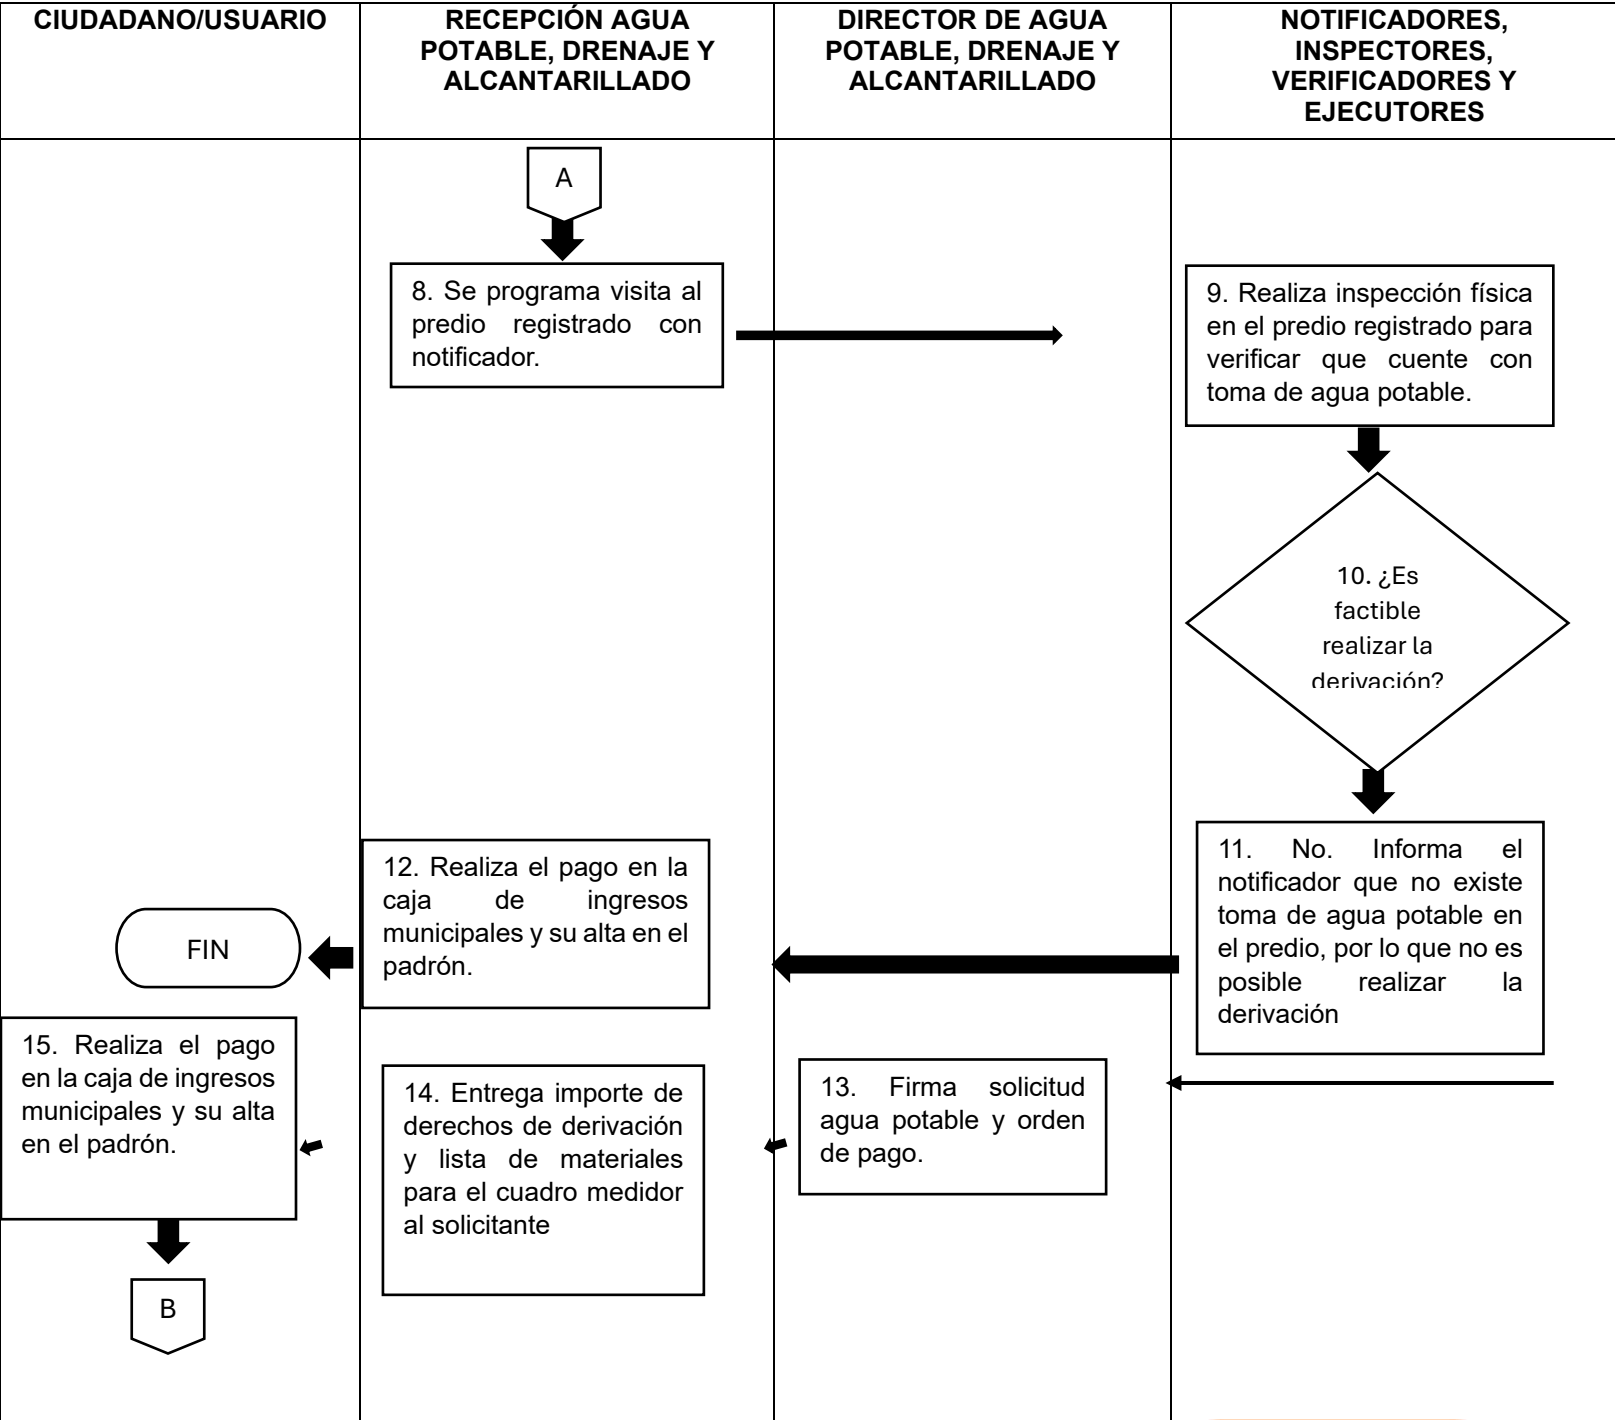 CIUDADANO/USUARIO
RECEPCIÓN AGUA
POTABLE, DRENAJE Y
ALCANTARILLADO
DIRECTOR DE AGUA
POTABLE, DRENAJE Y
ALCANTARILLADO
NOTIFICADORES,
INSPECTORES,
VERIFICADORES Y
EJECUTORES
A
8. Se programa visita al
predio registrado con
notificador.
9. Realiza inspección física
en el predio registrado para
verificar que cuente con
toma de agua potable.
10. ¿Es
factible
realizar la
derivación?
11. No. Informa el
notificador que no existe
toma de agua potable en
el predio, por lo que no es
posible realizar la
derivación
12. Realiza el pago en la
caja de ingresos
municipales y su alta en el
padrón.
FIN
13. Firma solicitud
agua potable y orden
de pago.
14. Entrega importe de
derechos de derivación
y lista de materiales
para el cuadro medidor
al solicitante
15. Realiza el pago
en la caja de ingresos
municipales y su alta
en el padrón.
B